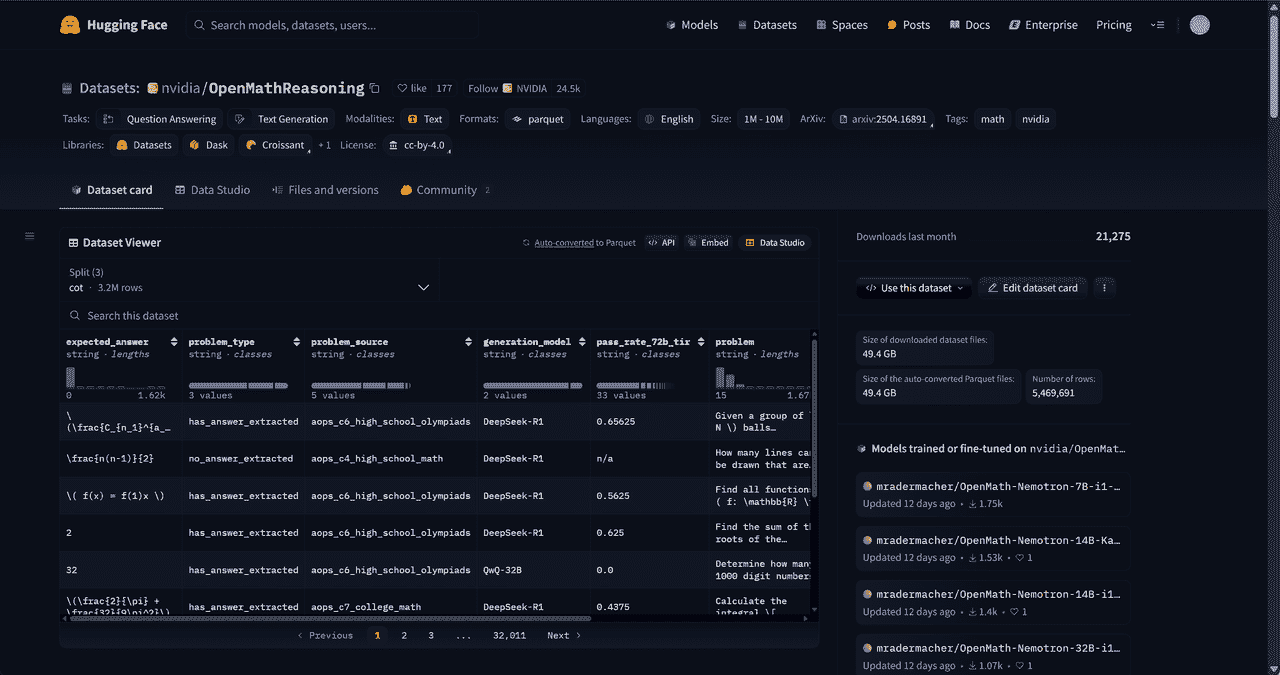 Hugging Face
Search models, datasets, users...
Models Datasets Spaces Posts Docs Enterprise Pricing
Datasets: nvidia/OpenMathReasoning like 177 Follow NVIDIA 24.5k
Tasks: Question Answering Text Generation Modalities: Text Formats: parquet Languages: English Size: 1M - 10M ArXiv: arxiv:2504.16891 Tags: math nvidia
Libraries: Datasets Dask Croissant + 1 License: cc-by-4.0
Dataset card Data Studio Files and versions Community 2
Dataset Viewer
Auto-converted to Parquet API Embed Data Studio
Split (3)
cot · 3.2M rows
Search this dataset
expected_answer problem_type problem_source generation_model pass_rate_72b_tir problem
string · lengths string · classes string · classes string · classes string · classes string · lengths
0 1.62k 3 values 5 values 2 values 33 values 15 1.67
\
(\frac{C_{n_1}^{a_… has_answer_extracted aops_c6_high_school_olympiads DeepSeek-R1 0.65625 Given a group of
N \) balls…
\frac{n(n-1)}{2} no_answer_extracted aops_c4_high_school_math DeepSeek-R1 n/a How many lines can
be drawn that are…
\( f(x) = f(1)x \) has_answer_extracted aops_c6_high_school_olympiads DeepSeek-R1 0.5625 Find all function
( f: \mathbb{R} \
2 has_answer_extracted aops_c6_high_school_olympiads DeepSeek-R1 0.625 Find the sum of th
roots of the…
32 has_answer_extracted aops_c6_high_school_olympiads QwQ-32B 0.0 Determine how many
1000 digit number
\(\frac{2}{\pi} +
\frac{32}{9\pi^2}\) has_answer_extracted aops_c7_college_math DeepSeek-R1 0.4375 Calculate the
integral \[
Previous 1 2 3 ... 32,011 Next
Downloads last month 21,275
Use this dataset Edit dataset card
Size of downloaded dataset files:
49.4 GB
Size of the auto-converted Parquet files:
49.4 GB
Number of rows:
5,469,691
Models trained or fine-tuned on nvidia/OpenMat…
mradermacher/OpenMath-Nemotron-7B-i1-…
Updated 12 days ago • 1.75k
mradermacher/OpenMath-Nemotron-14B-Ka…
Updated 12 days ago • 1.53k • 1
mradermacher/OpenMath-Nemotron-14B-i1…
Updated 12 days ago • 1.4k • 1
mradermacher/OpenMath-Nemotron-32B-i1…
Updated 12 days ago • 1.07k • 1